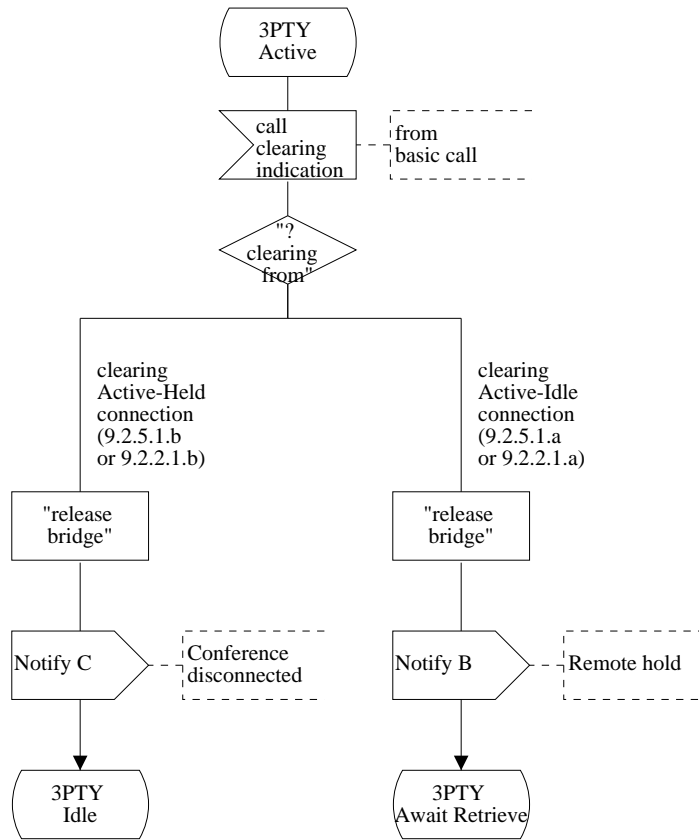 3PTY
Active
call
clearing
indication
from
basic call
"?
clearing
from"
clearing
Active-Held
connection
(9.2.5.1.b
or 9.2.2.1.b)
clearing
Active-Idle
connection
(9.2.5.1.a
or 9.2.2.1.a)
"release
bridge"
"release
bridge"
Notify C
Conference
disconnected
Notify B
Remote hold
3PTY
Idle
3PTY
Await Retrieve